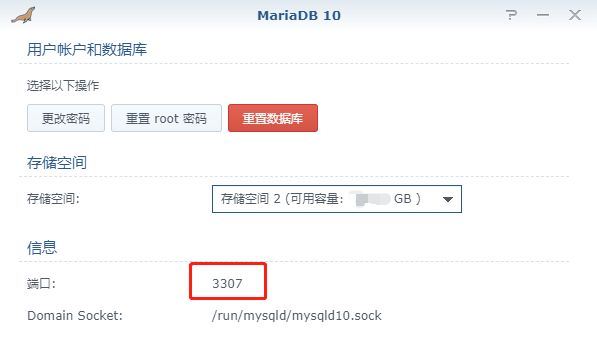 MariaDB 10
用户帐户和数据库
选择以下操作
更改密码 重置 root 密码 重置数据库
存储空间
存储空间: 存储空间 2 (可用容量: GB )
信息
端口: 3307
Domain Socket: /run/mysqld/mysqld10.sock